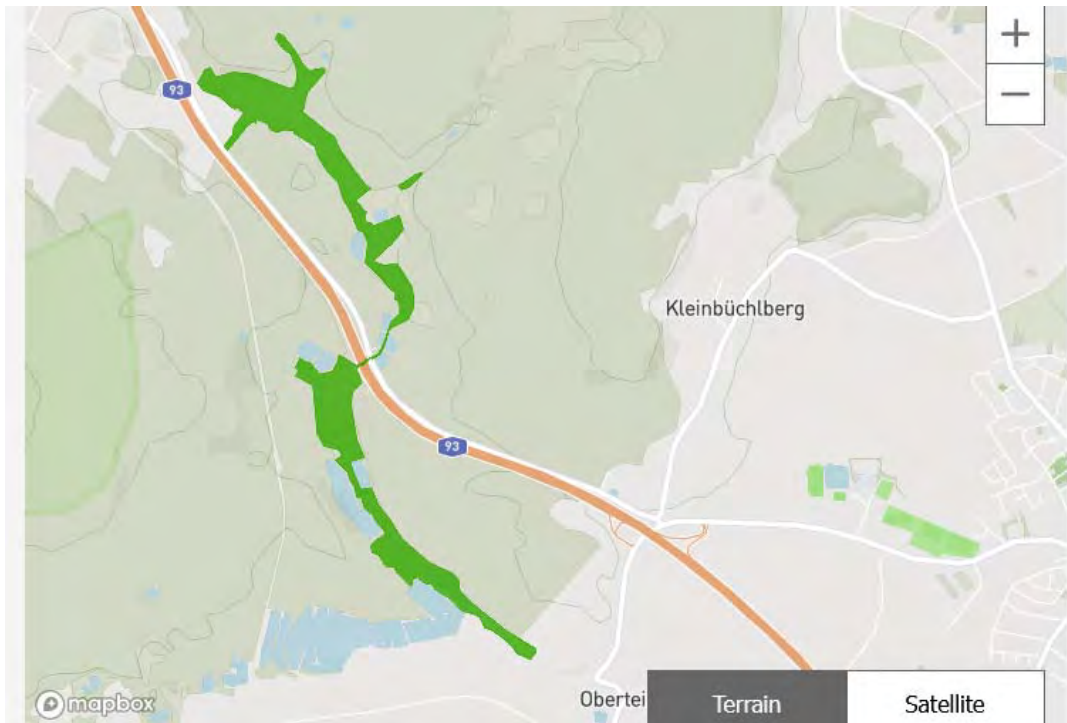 +
93
−
Kleinbüchlberg
93
mapbox
Obertei
Terrain
Satellite